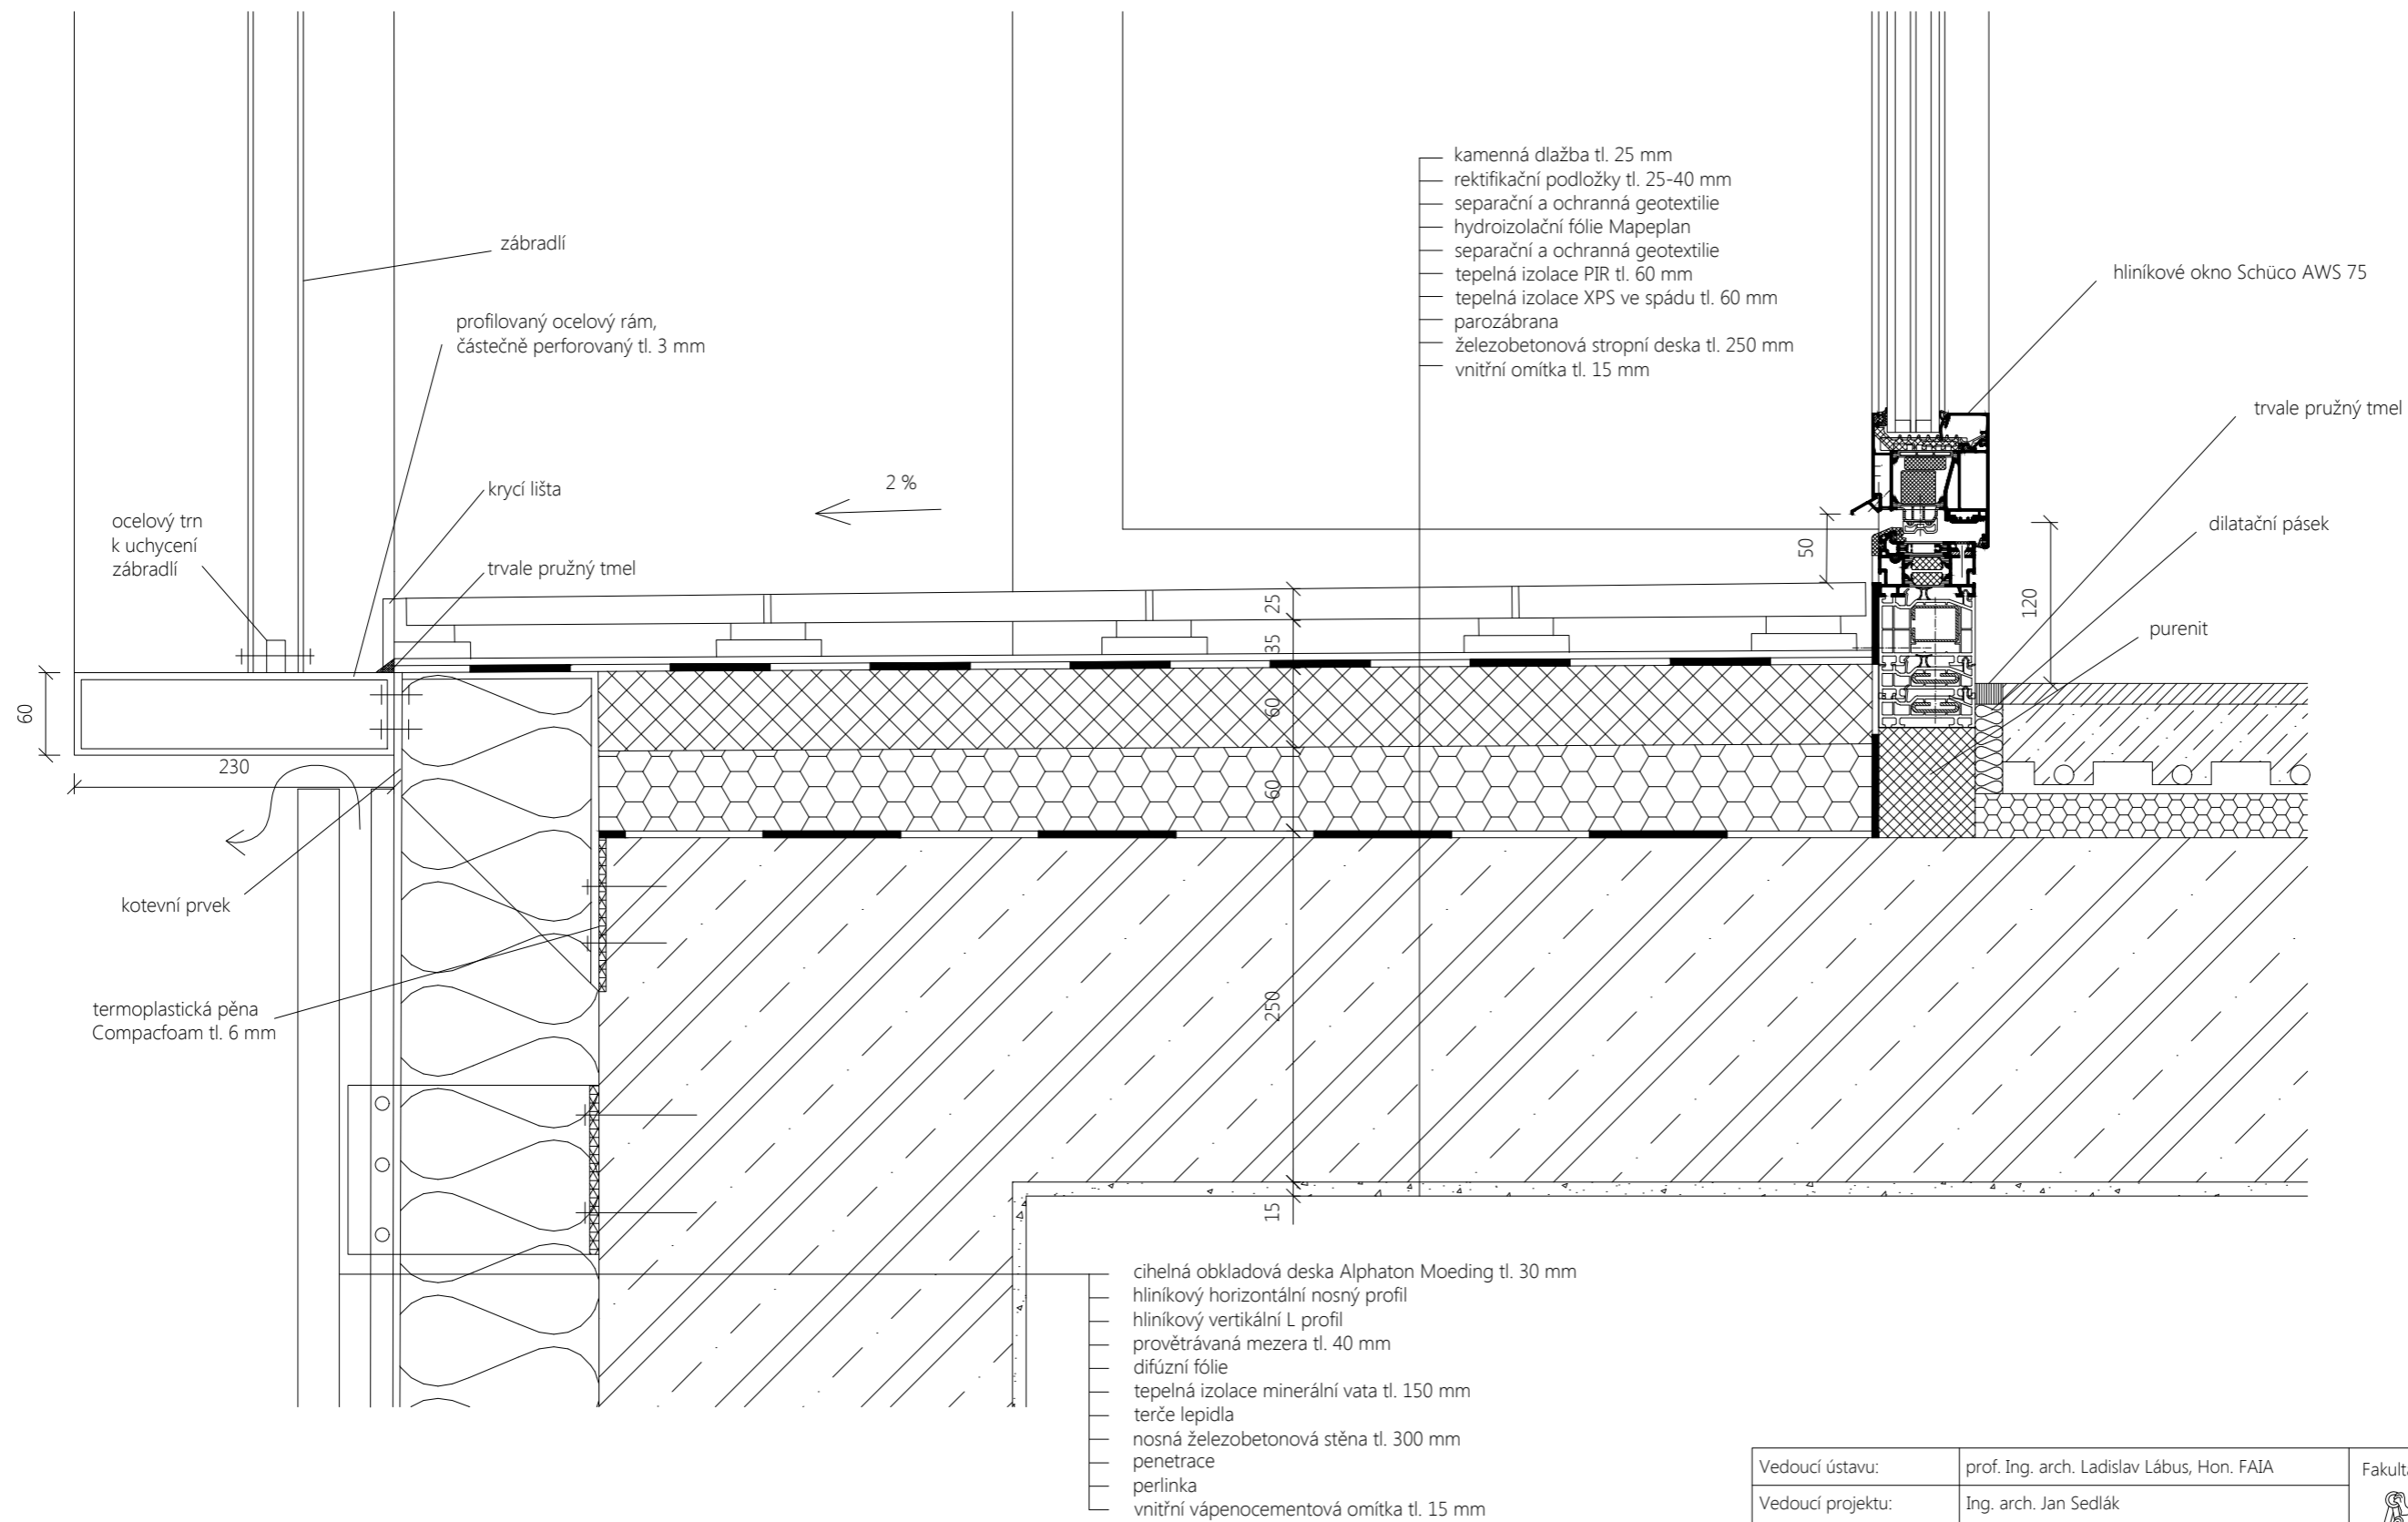 kamenná dlažba tl. 25 mm
rektifikační podložky tl. 25-40 mm
separační a ochranná geotextilie
hydroizolační fólie Mapeplan
separační a ochranná geotextilie
tepelná izolace PIR tl. 60 mm
tepelná izolace XPS ve spádu tl. 60 mm
parozábrana
železobetonová stropní deska tl. 250 mm
vnitřní omítka tl. 15 mm
zábradlí
profilovaný ocelový rám,
částečně perforovaný tl. 3 mm
krycí lišta
ocelový trn
k uchycení
zábradlí
trvale pružný tmel
2 %
hliníkové okno Schüco AWS 75
trvale pružný tmel
dilatační pásek
purenit
50
120
25
35
60
60
250
15
60
230
kotevní prvek
termoplastická pěna
Compacfoam tl. 6 mm
cihelná obkladová deska Alphaton Moeding tl. 30 mm
hliníkový horizontální nosný profil
hliníkový vertikální L profil
provětrávaná mezera tl. 40 mm
difúzní fólie
tepelná izolace minerální vata tl. 150 mm
terče lepidla
nosná železobetonová stěna tl. 300 mm
penetrace
perlinka
vnitřní vápenocementová omítka tl. 15 mm
Vedoucí ústavu: prof. Ing. arch. Ladislav Lábus, Hon. FAIA
Vedoucí projektu: Ing. arch. Jan Sedlák